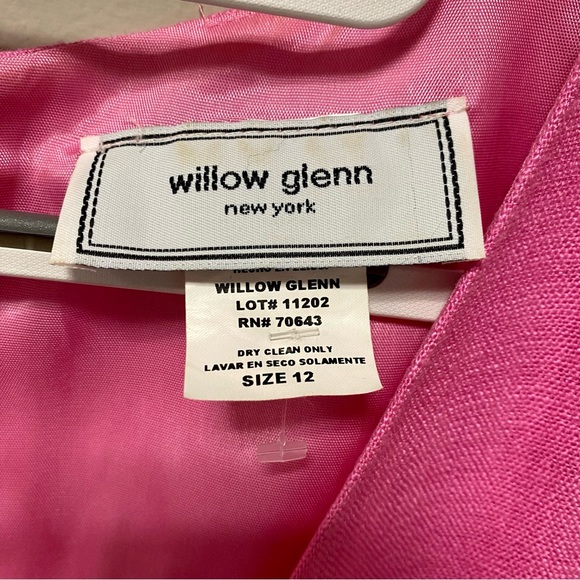 willow glenn
new york
WILLOW GLENN
LOT# 11202
RN# 70643
DRY CLEAN ONLY
LAVAR EN SECO SOLAMENTE
SIZE 12